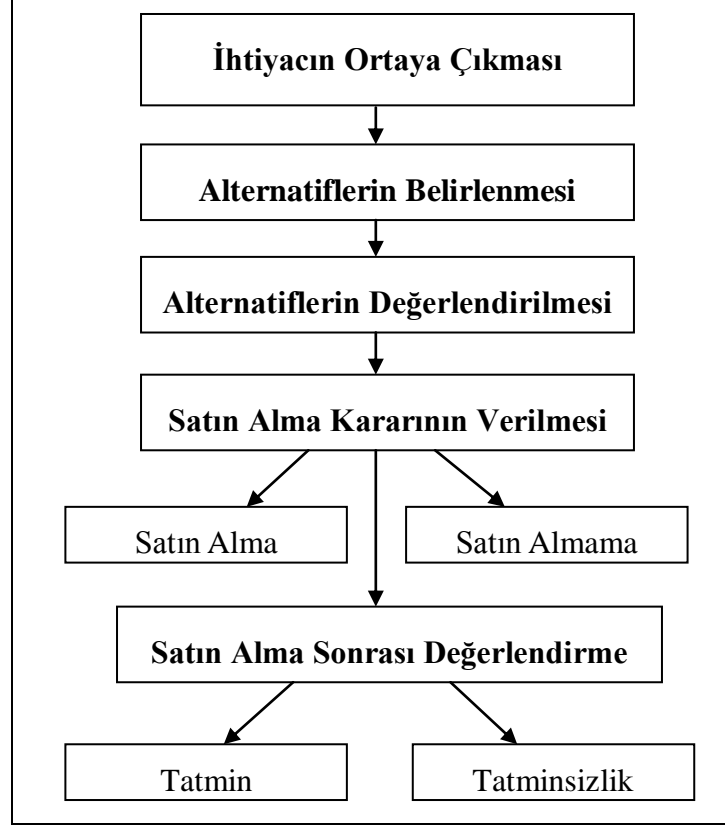 İhtiyacın Ortaya Çıkması
Alternatiflerin Belirlenmesi
Alternatiflerin Değerlendirilmesi
Satın Alma Kararının Verilmesi
Satın Alma
Satın Almama
Satın Alma Sonrası Değerlendirme
Tatmin
Tatminsizlik